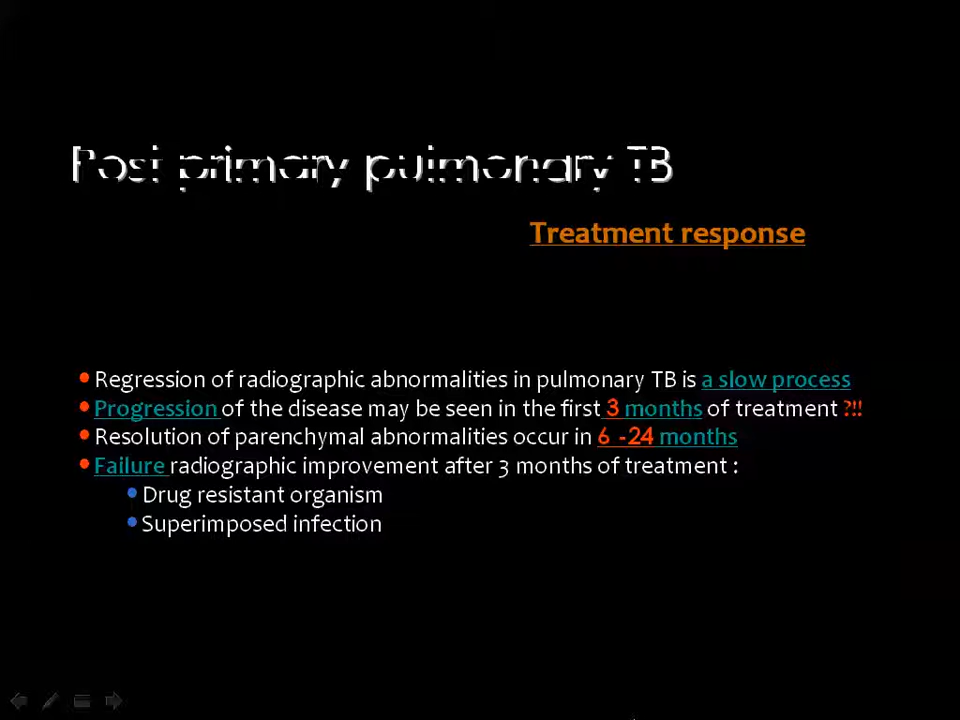 Post primary pulmonary TB
Treatment response
•Regression of radiographic abnormalities in pulmonary TB is a slow process
•Progression of the disease may be seen in the first 3 months of treatment ?!!
•Resolution of parenchymal abnormalities occur in 6 -24 months
•Failure radiographic improvement after 3 months of treatment :
•Drug resistant organism
•Superimposed infection